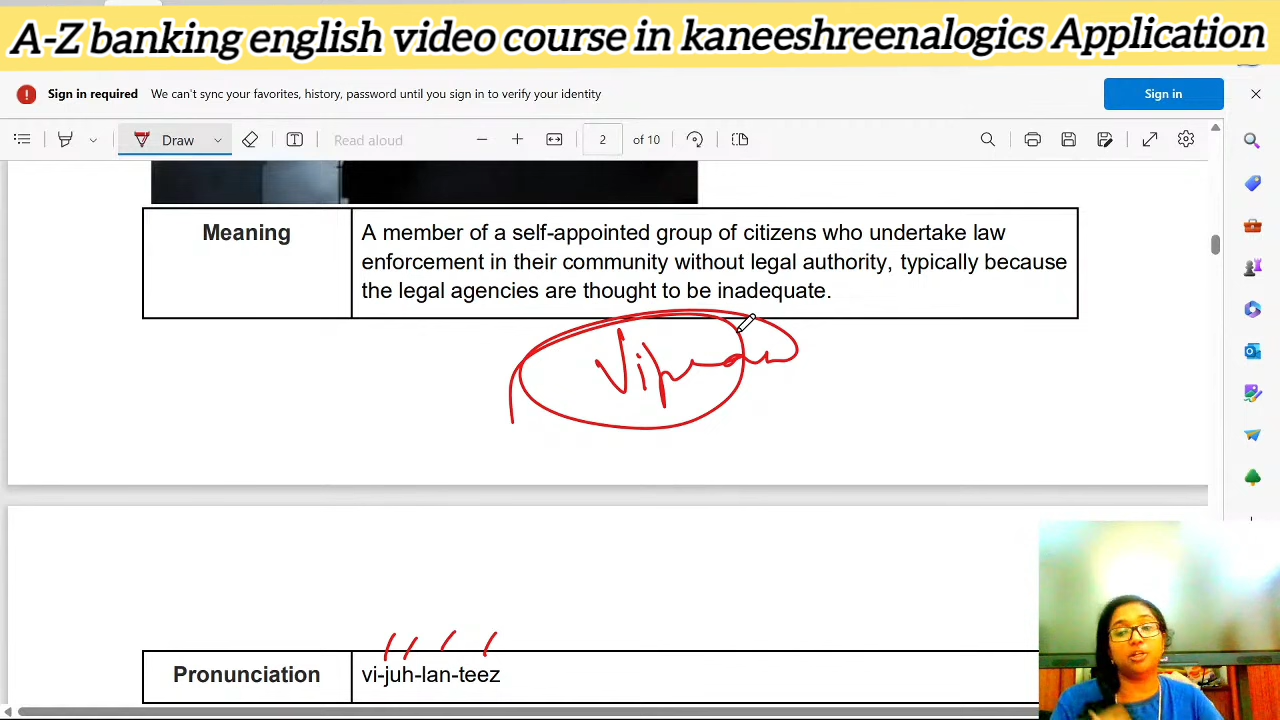 A-Z banking english video course in kaneeshreenalogics Application
Sign in required We can't sync your favorites, history, password until you sign in to verify your identity Sign in
Draw Read aloud 2 of 10
Meaning
A member of a self-appointed group of citizens who undertake law
enforcement in their community without legal authority, typically because
the legal agencies are thought to be inadequate.
Pronunciation vi-juh-lan-teez